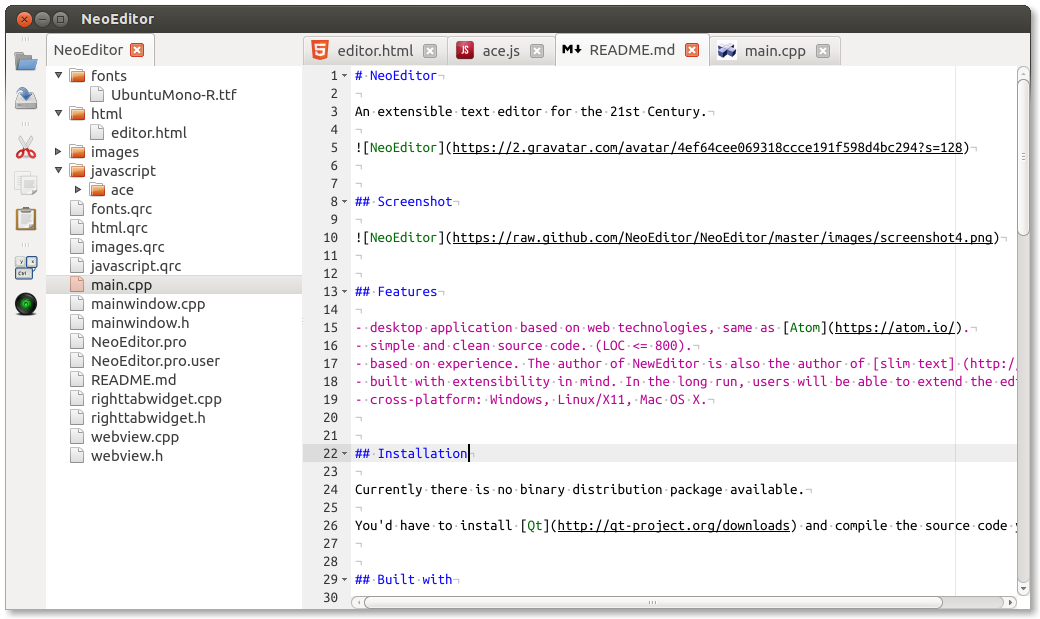 NeoEditor
NeoEditor
editor.html
ace.js
README.md
main.cpp
fonts
UbuntuMono-R.ttf
html
editor.html
images
javascript
ace
fonts.qrc
html.qrc
images.qrc
javascript.qrc
main.cpp
mainwindow.cpp
mainwindow.h
NeoEditor.pro
NeoEditor.pro.user
README.md
righttabwidget.cpp
righttabwidget.h
webview.cpp
webview.h
1 # NeoEditor
2
3 An extensible text editor for the 21st Century.
4
5 ![NeoEditor](https://2.gravatar.com/avatar/4ef64cee069318ccce191f598d4bc294?s=128)
6
7
8 ## Screenshot
9
10 ![NeoEditor](https://raw.github.com/NeoEditor/NeoEditor/master/images/screenshot4.png)
11
12
13 ## Features
14
15 - desktop application based on web technologies, same as [Atom](https://atom.io/).
16 - simple and clean source code. (LOC <= 800).
17 - based on experience. The author of NewEditor is also the author of [slim text] (http:/
18 - built with extensibility in mind. In the long run, users will be able to extend the ed
19 - cross-platform: Windows, Linux/X11, Mac OS X.
20
21
22 ## Installation
23
24 Currently there is no binary distribution package available.
25
26 You'd have to install [Qt](http://qt-project.org/downloads) and compile the source code
27
28
29 ## Built with
30